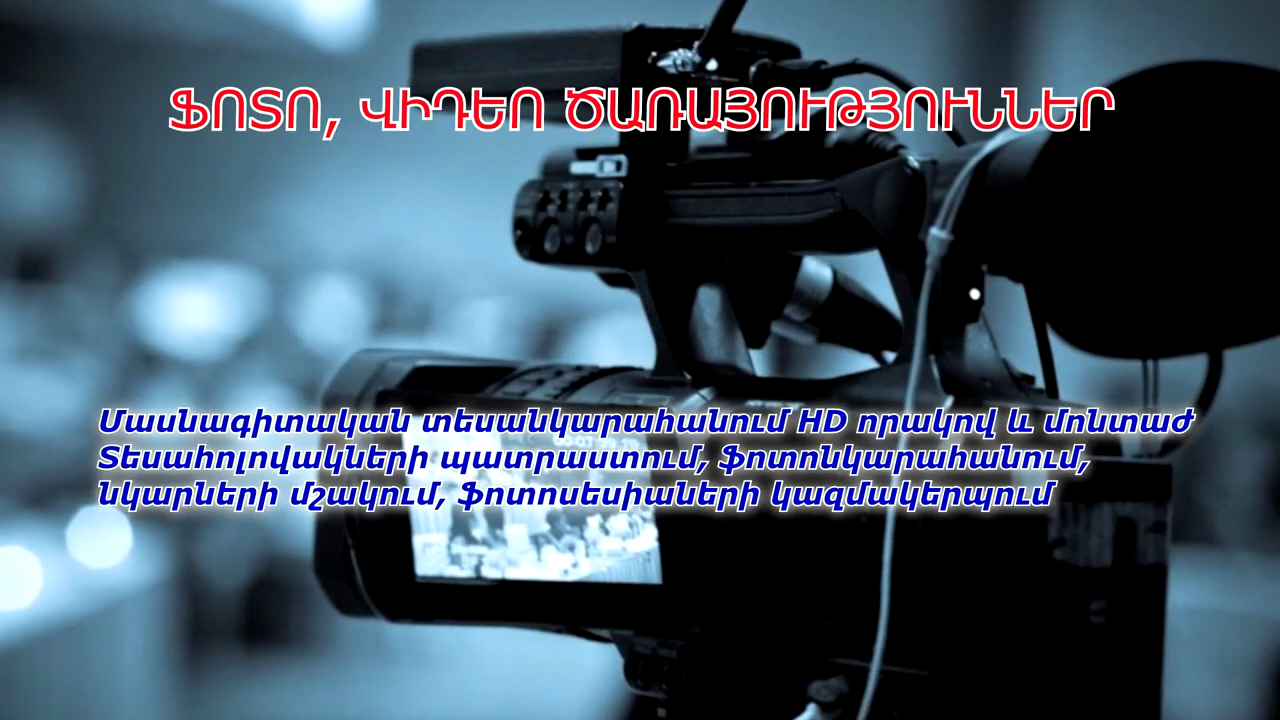 ՖՈՏՈ, ՎԻԴԵՈ ԾԱՌԱՅՈՒԹՅՈՒՆՆԵՐ
Մասնագիտական տեսանկարահանում HD որակով և մոնտաժ
Տեսահոլովակների պատրաստում, ֆոտոնկարահանում,
նկարների մշակում, ֆոտոսեսիաների կազմակերպում